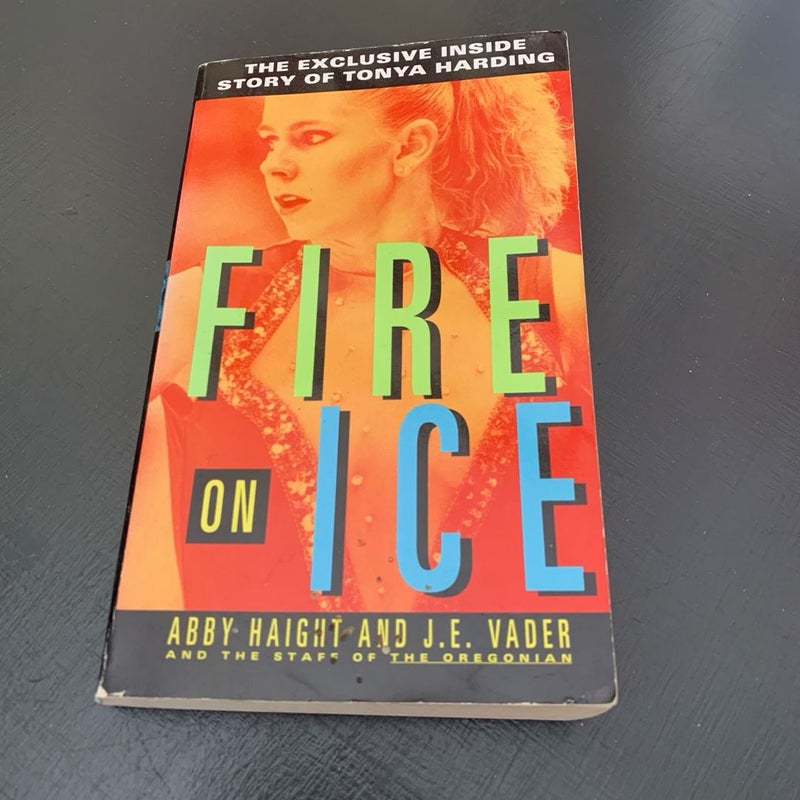 THE EXCLUSIVE INSIDE
STORY OF TONYA HARDING
FIRE
ON ICE
ABBY HAIGHT AND J.E. VADER
AND THE STAFF OF THE OREGONIAN